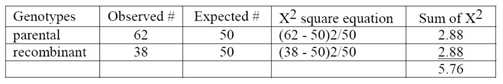 Genotypes Observed # Expected # X2 square equation Sum of X2
parental 62 50 (62 - 50)2/50 2.88
recombinant 38 50 (38 - 50)2/50 2.88
5.76